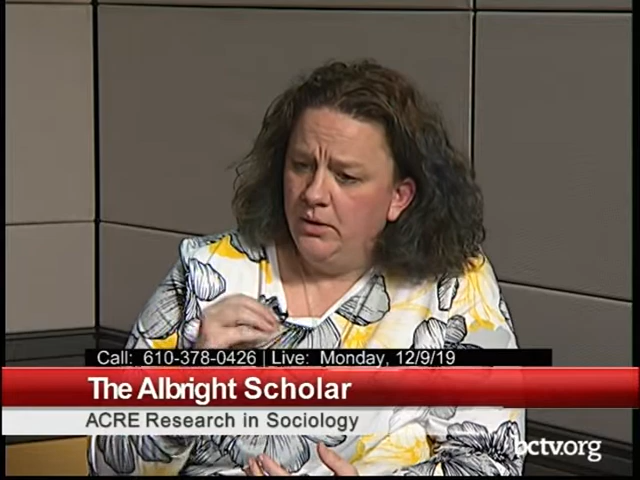 Call: 610-378-0426 | Live: Monday, 12/9/19
The Albright Scholar
ACRE Research in Sociology
bctv.org